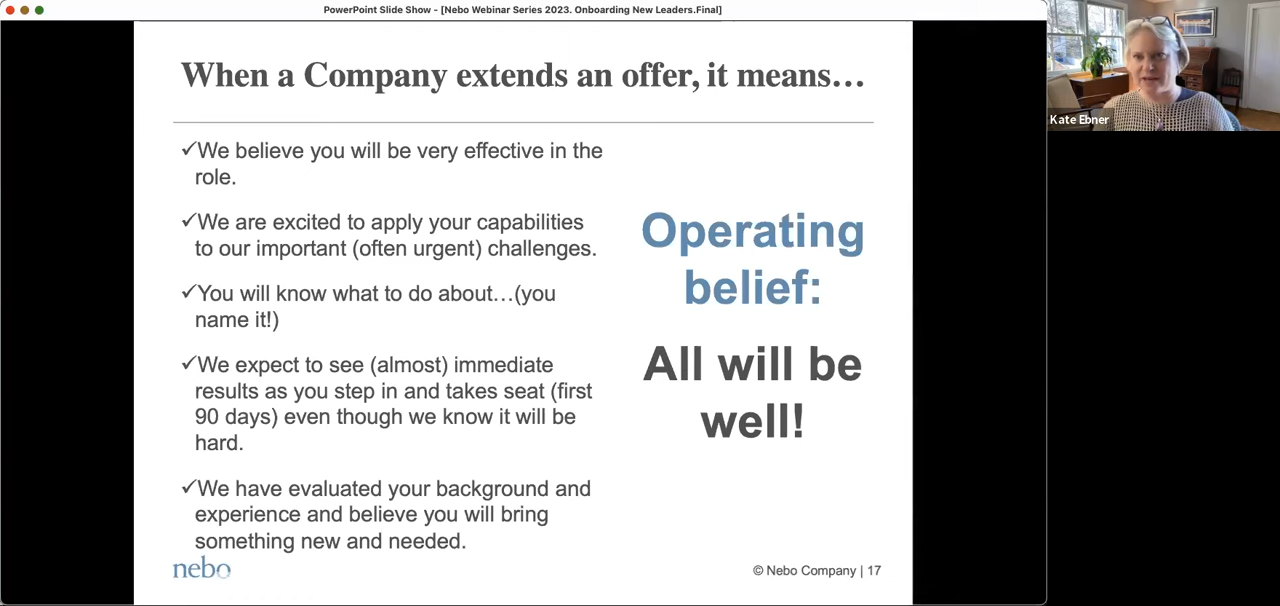 PowerPoint Slide Show - [Nebo Webinar Series 2023. Onboarding New Leaders.Final]
When a Company extends an offer, it means…
✓We believe you will be very effective in the
role.
✓We are excited to apply your capabilities
to our important (often urgent) challenges.
✓You will know what to do about…(you
name it!)
✓We expect to see (almost) immediate
results as you step in and takes seat (first
90 days) even though we know it will be
hard.
✓We have evaluated your background and
experience and believe you will bring
something new and needed.
Operating
belief:
All will be
well!
nebo
© Nebo Company | 17
Kate Ebner